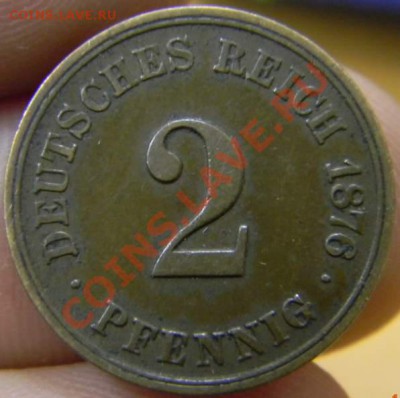 COINS.LAVE.RU
DEUTSCHES REICH 1876
2
· PFENNIG ·
COINS.LAVE.RU